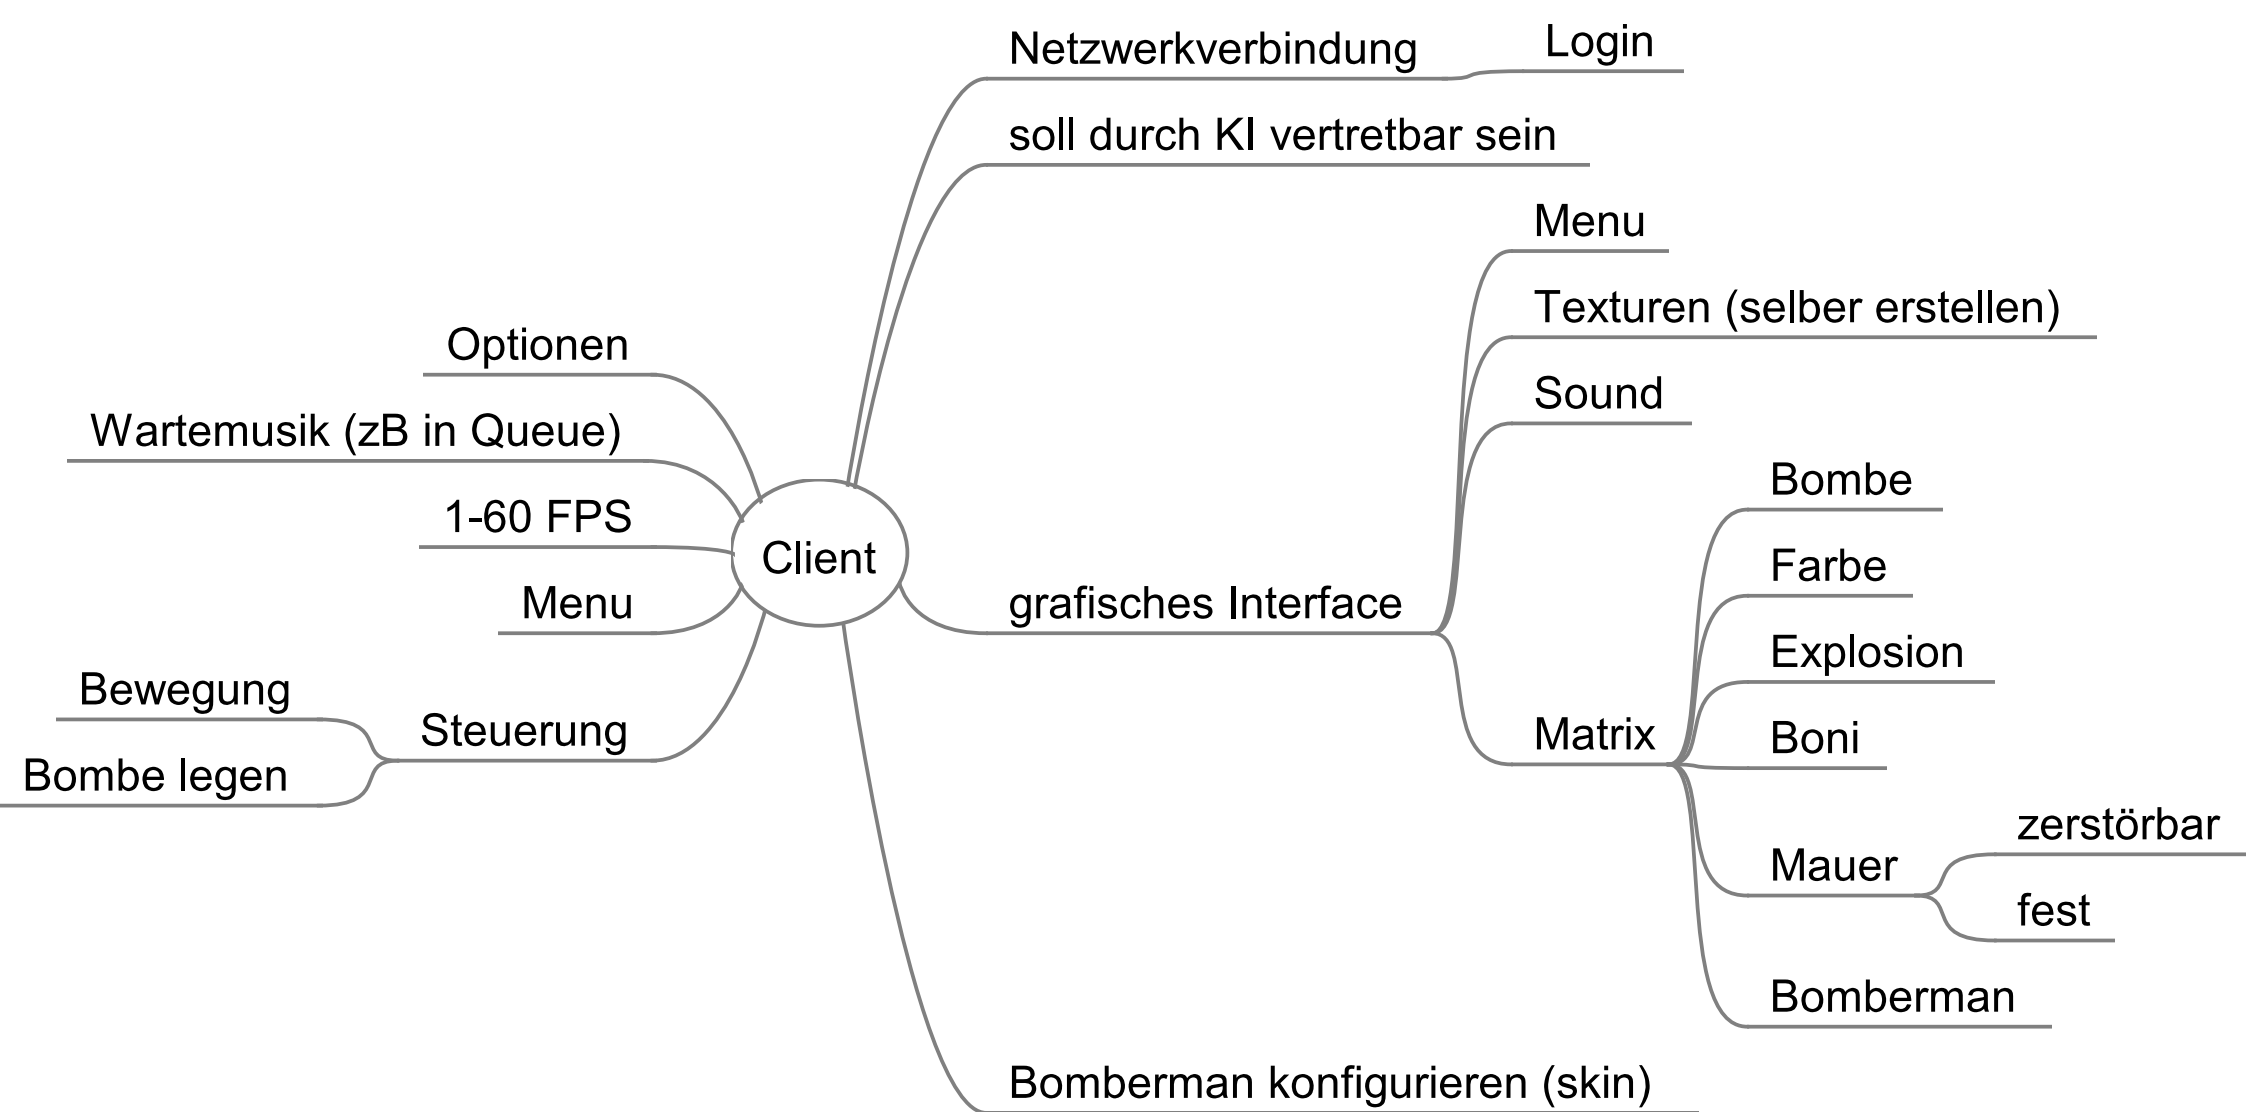 Netzwerkverbindung
Login
soll durch KI vertretbar sein
Menu
Texturen (selber erstellen)
Sound
Optionen
Wartemusik (zB in Queue)
1-60 FPS
Menu
Client
grafisches Interface
Bewegung
Bombe legen
Steuerung
Matrix
Bombe
Farbe
Explosion
Boni
Mauer
zerstörbar
fest
Bomberman
Bomberman konfigurieren (skin)